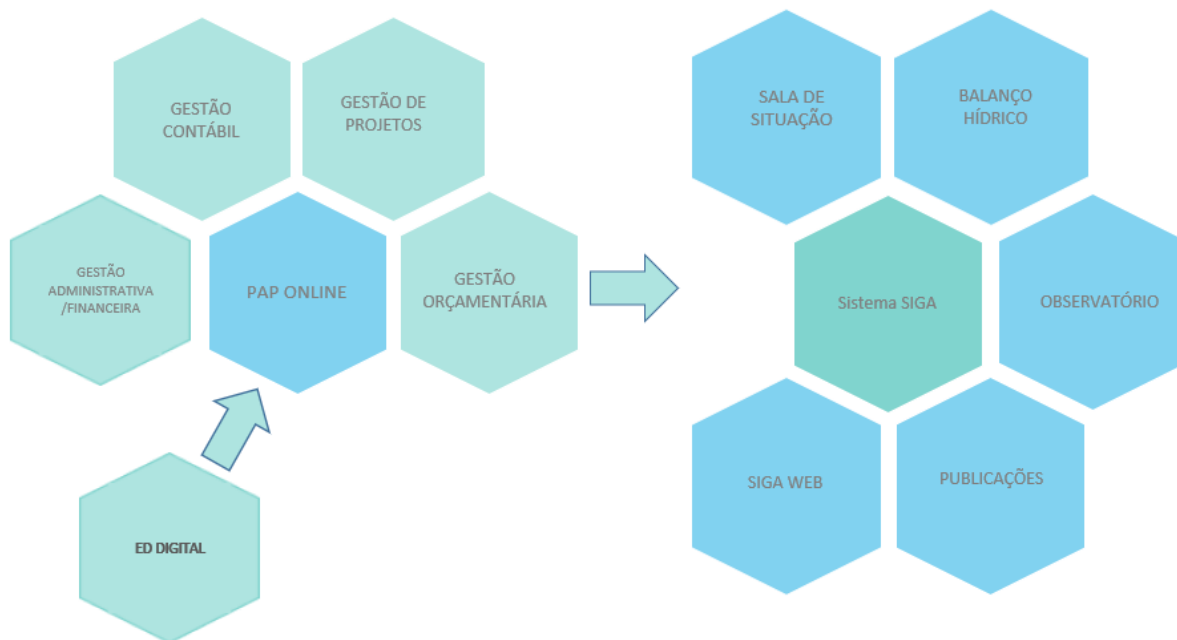 GESTÃO
CONTÁBIL
GESTÃO DE
PROJETOS
GESTÃO
ADMINISTRATIVA
/FINANCEIRA
PAP ONLINE
GESTÃO
ORÇAMENTÁRIA
ED DIGITAL
SALA DE
SITUAÇÃO
BALANÇO
HÍDRICO
Sistema SIGA
OBSERVATÓRIO
SIGA WEB
PUBLICAÇÕES